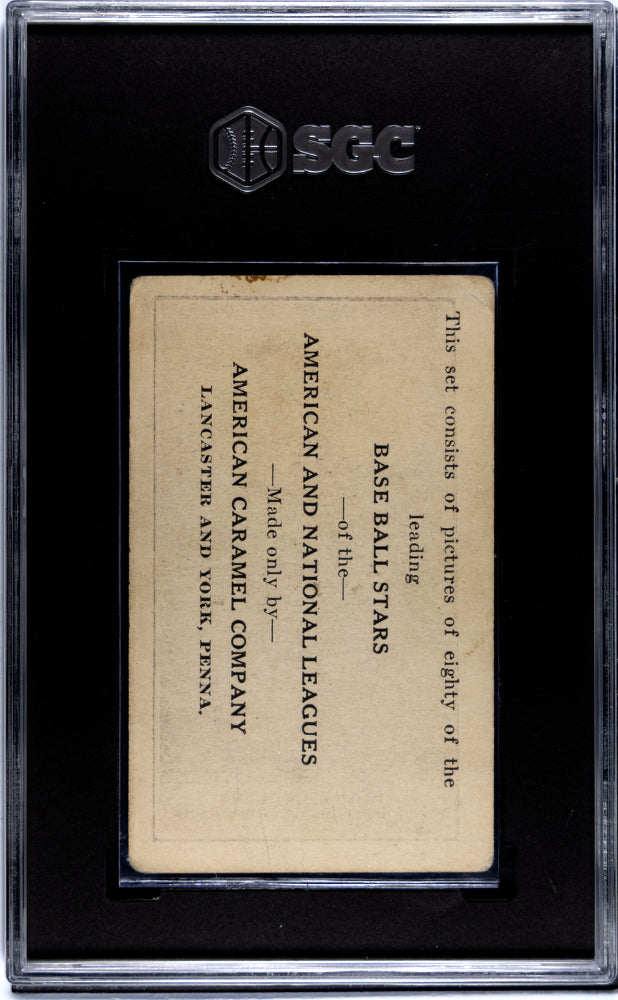 SGC
This set consists of pictures of eighty of the
leading
BASE BALL STARS
—of the—
AMERICAN AND NATIONAL LEAGUES
—Made only by—
AMERICAN CARAMEL COMPANY
LANCASTER AND YORK, PENNA.